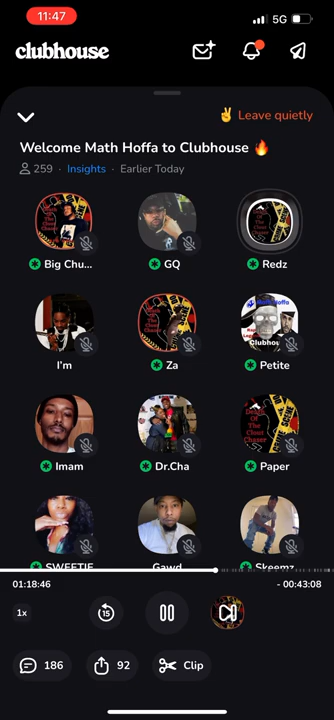 11:47
5G
clubhouse
✌️ Leave quietly
Welcome Math Hoffa to Clubhouse 🔥
259 · Insights · Earlier Today
Big Chu... GQ Redz
I'm Za Petite
Imam Dr.Cha Paper
SWEETIE Gawd Skeemz
01:18:46 - 00:43:08
1x 15
186 92 Clip